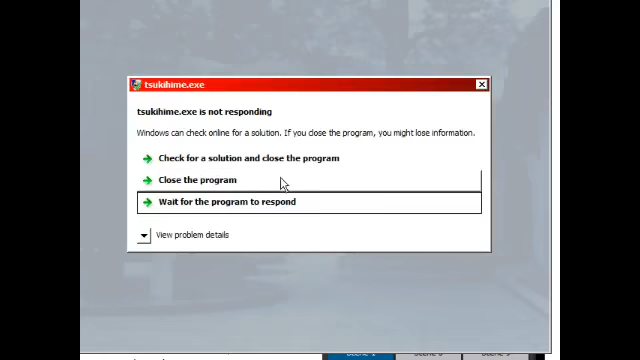 tsukihime.exe
tsukihime.exe is not responding
Windows can check online for a solution. If you close the program, you might lose information.
Check for a solution and close the program
Close the program
Wait for the program to respond
View problem details